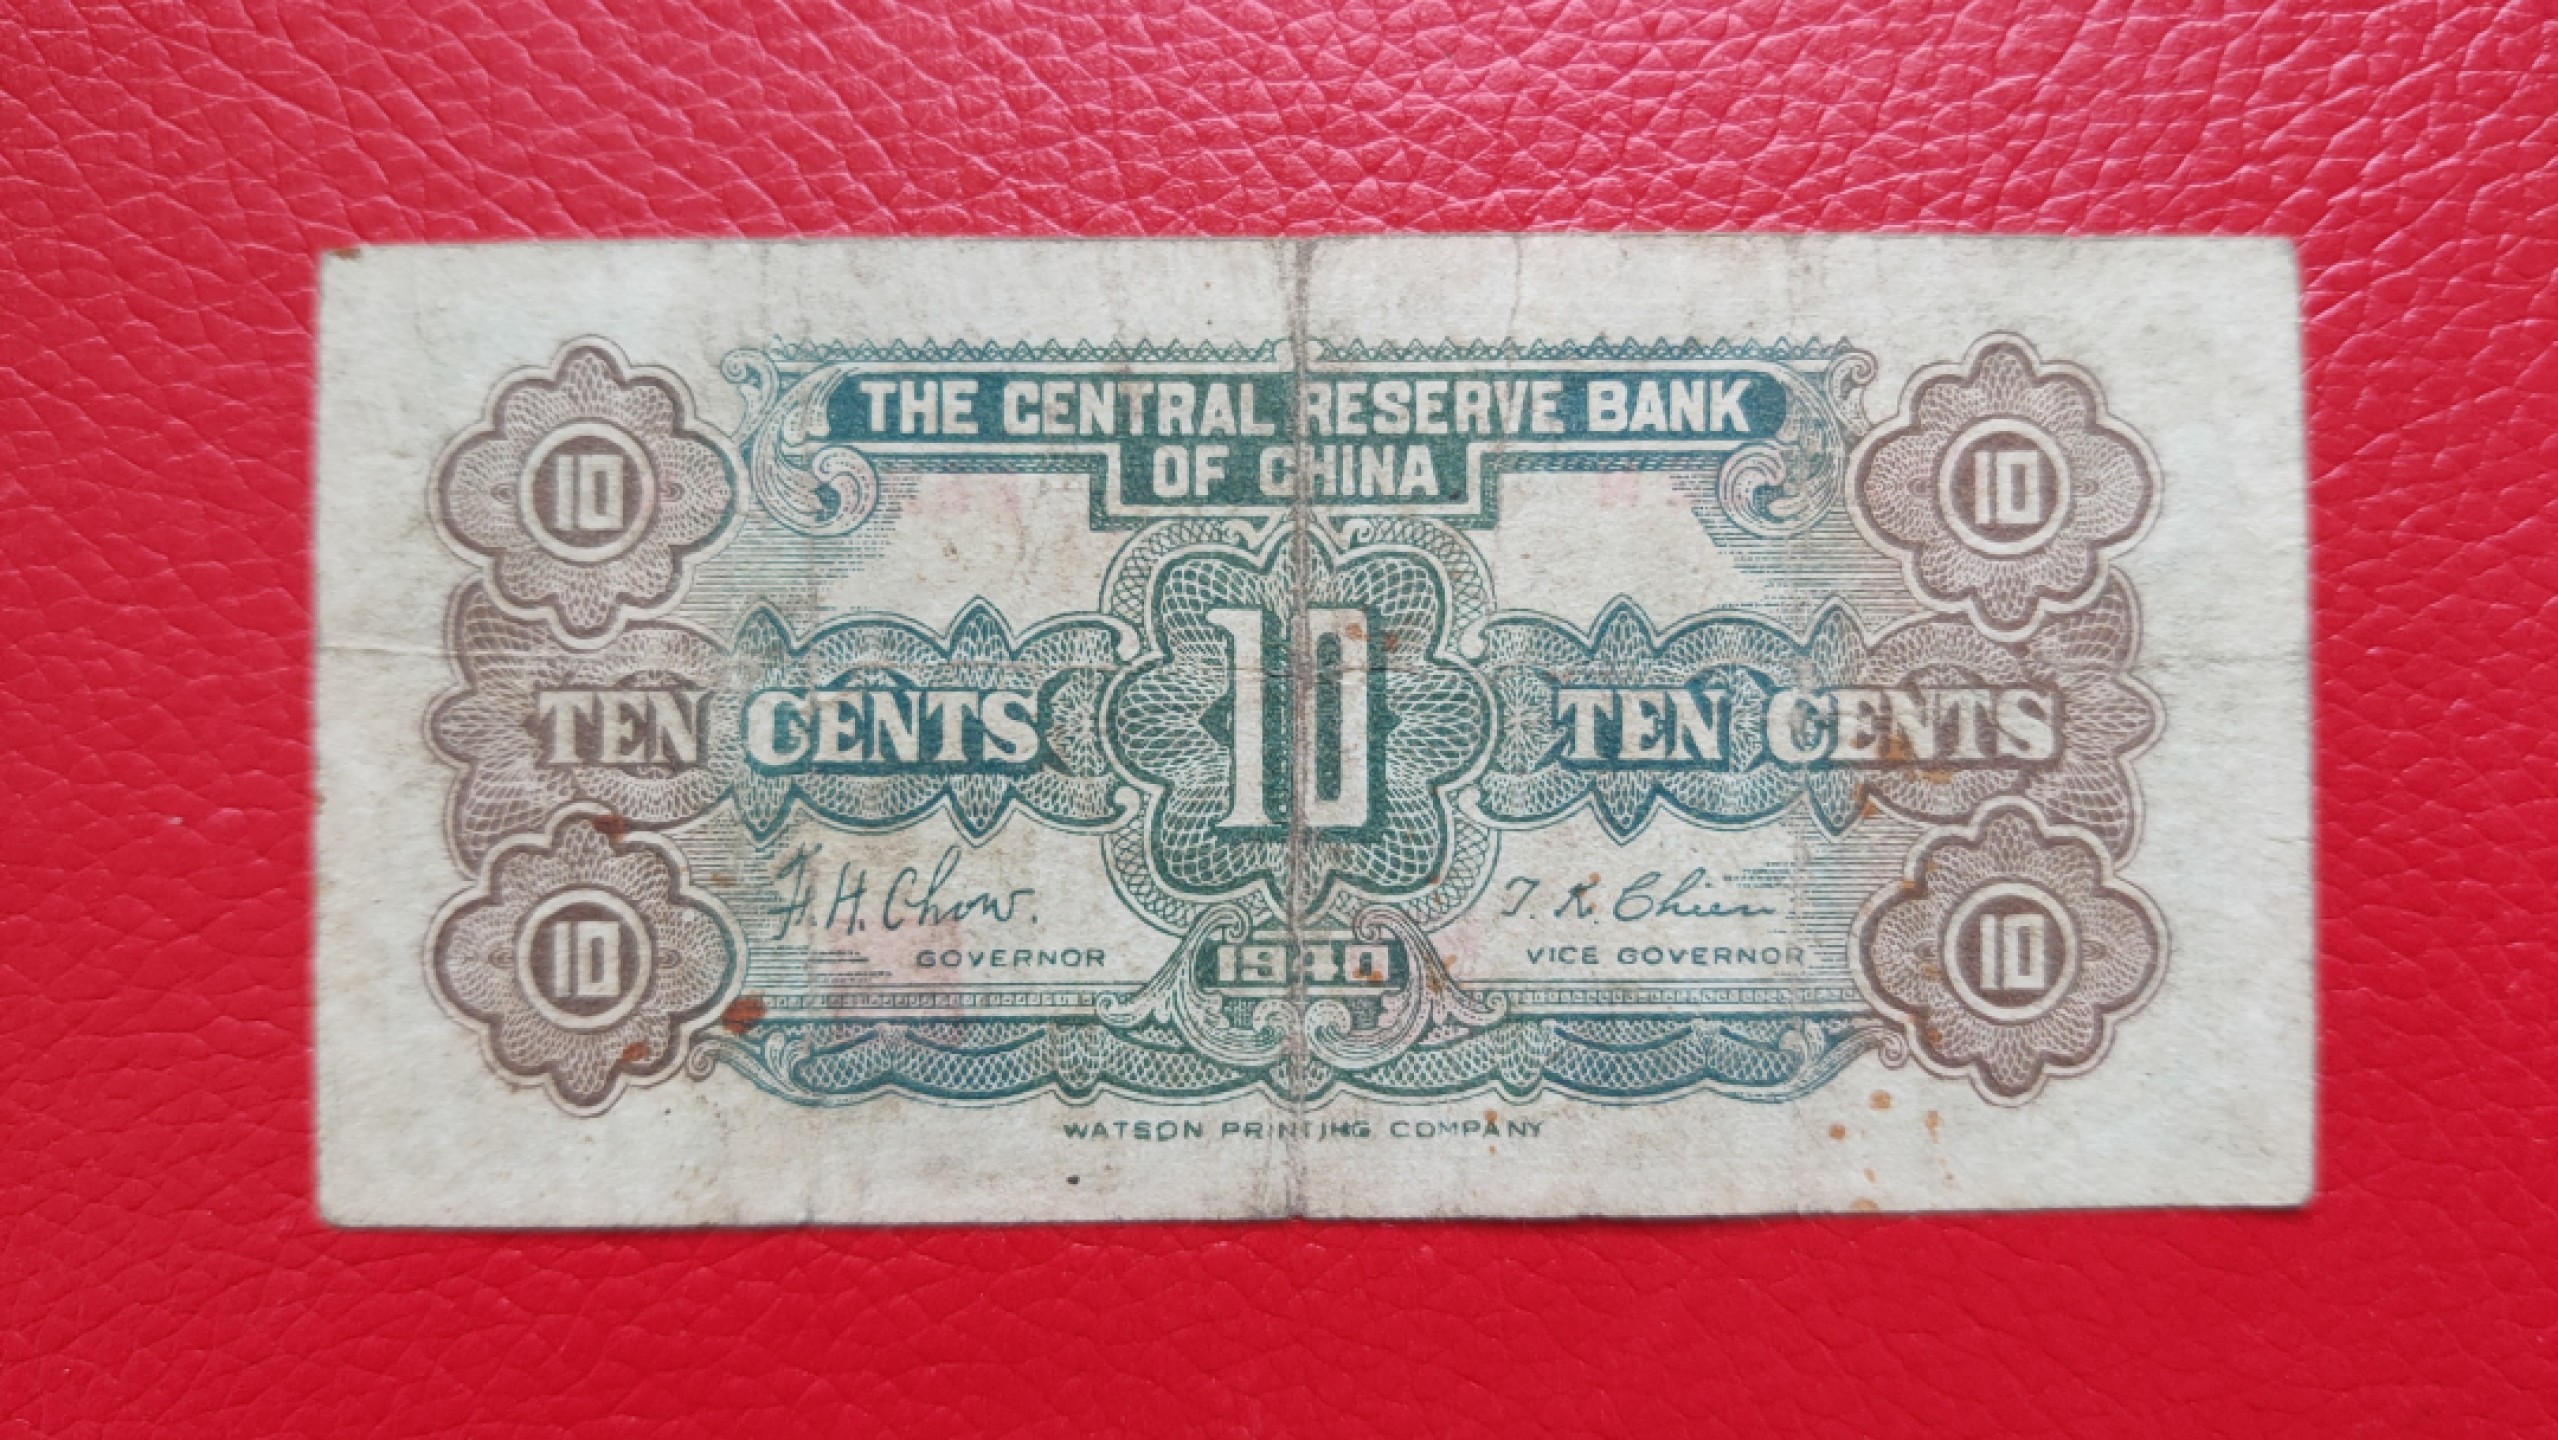 THE CENTRAL RESERVE BANK
OF CHINA
10
10
10
TEN CENTS
TEN CENTS
F. H. Chow.
T. K. Chien
GOVERNOR
1940
VICE GOVERNOR
10
10
WATSON PRINTING COMPANY